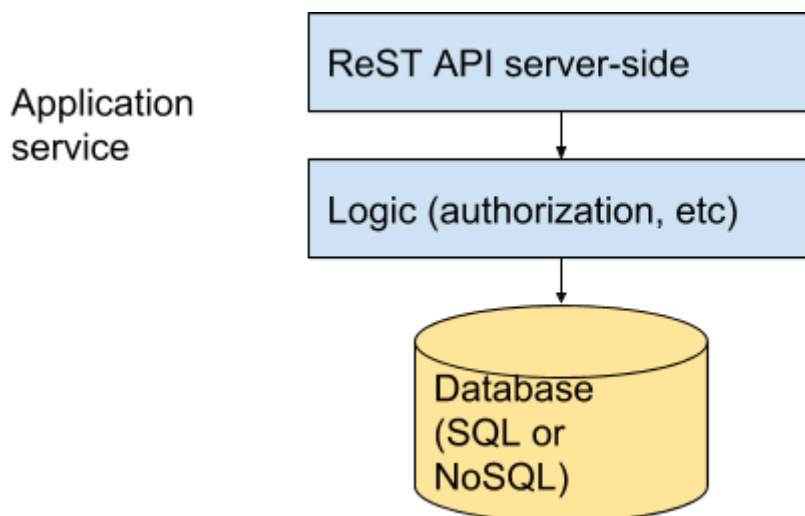 ReST API server-side
Application
service
Logic (authorization, etc)
Database
(SQL or
NoSQL)